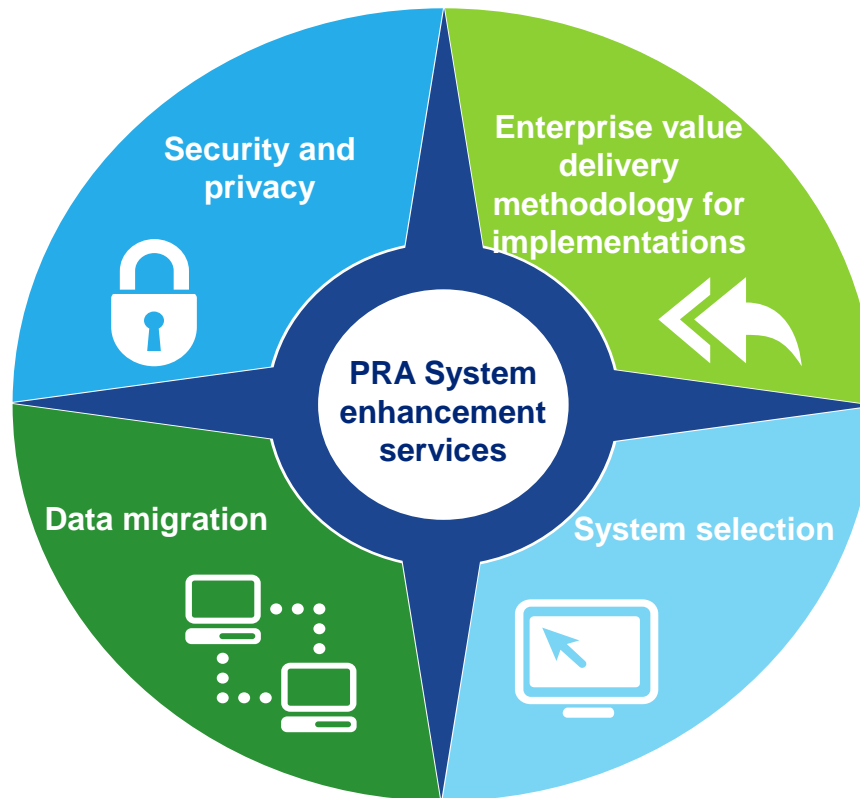 Security and
privacy
Enterprise value
delivery
methodology for
implementations
PRA System
enhancement
services
Data migration
System selection